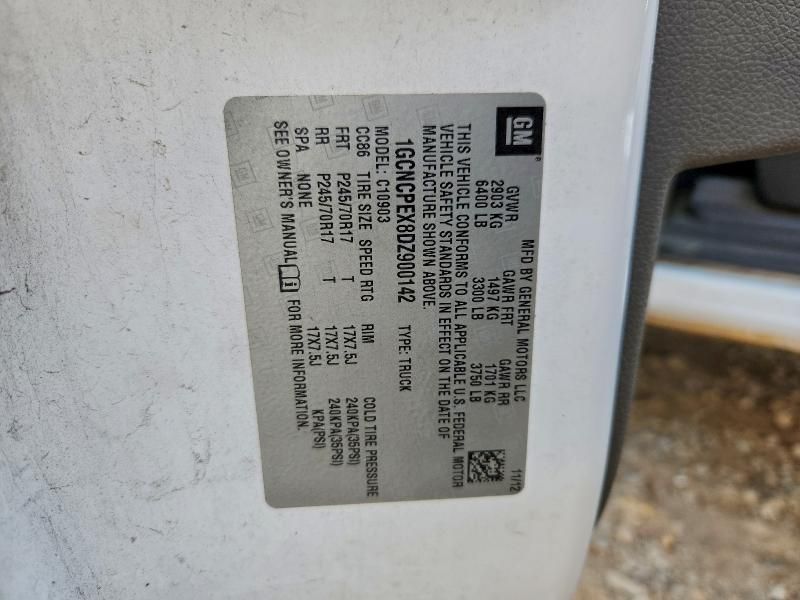 GM
MFD BY GENERAL MOTORS LLC 11/12
GVWR GAWR FRT GAWR RR
2903 KG 1497 KG 1701 KG
6400 LB 3300 LB 3750 LB
THIS VEHICLE CONFORMS TO ALL APPLICABLE U.S. FEDERAL MOTOR
VEHICLE SAFETY STANDARDS IN EFFECT ON THE DATE OF
MANUFACTURE SHOWN ABOVE.
1GCNCPEX8DZ900142 TYPE: TRUCK
MODEL: C10903
CC86 TIRE SIZE SPEED RTG RIM COLD TIRE PRESSURE
FRT P245/70R17 T 17X7.5J 240KPA(35PSI)
RR P245/70R17 T 17X7.5J 240KPA(35PSI)
SPA NONE KPA(PSI)
SEE OWNER'S MANUAL FOR MORE INFORMATION.